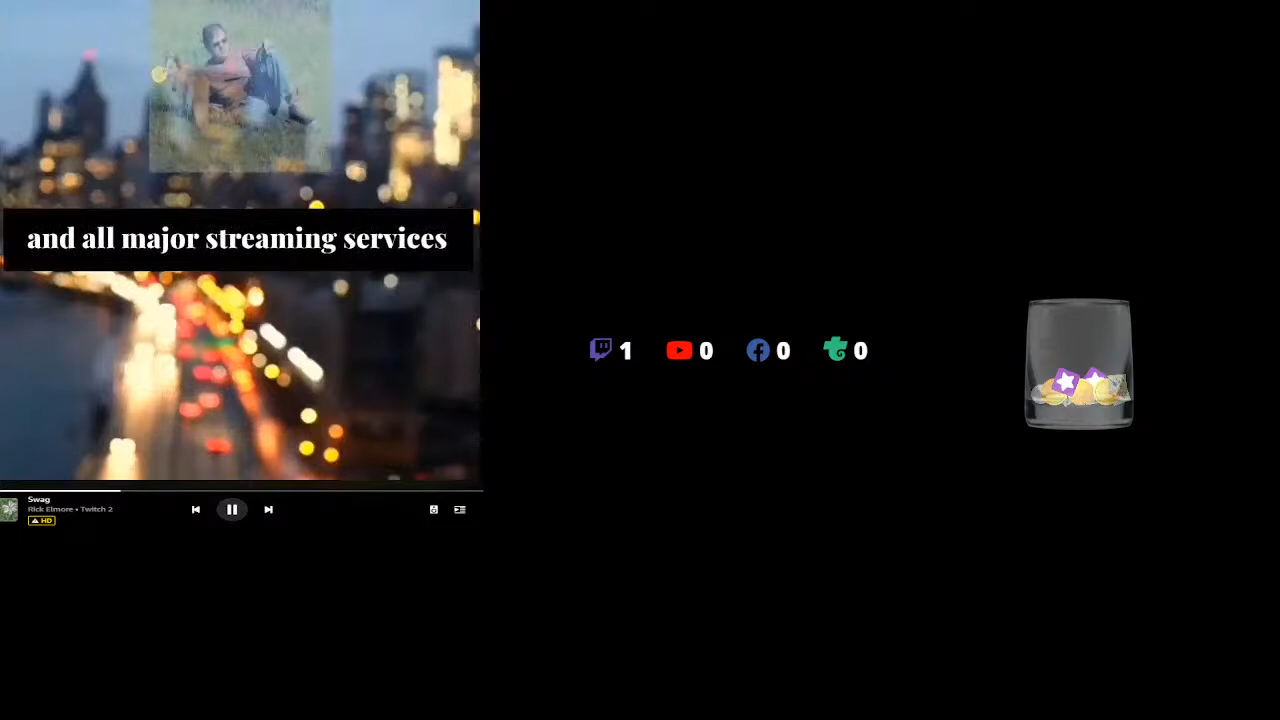 and all major streaming services
1 0 0 0
Swag
Rick Elmore • Twitch 2
HD